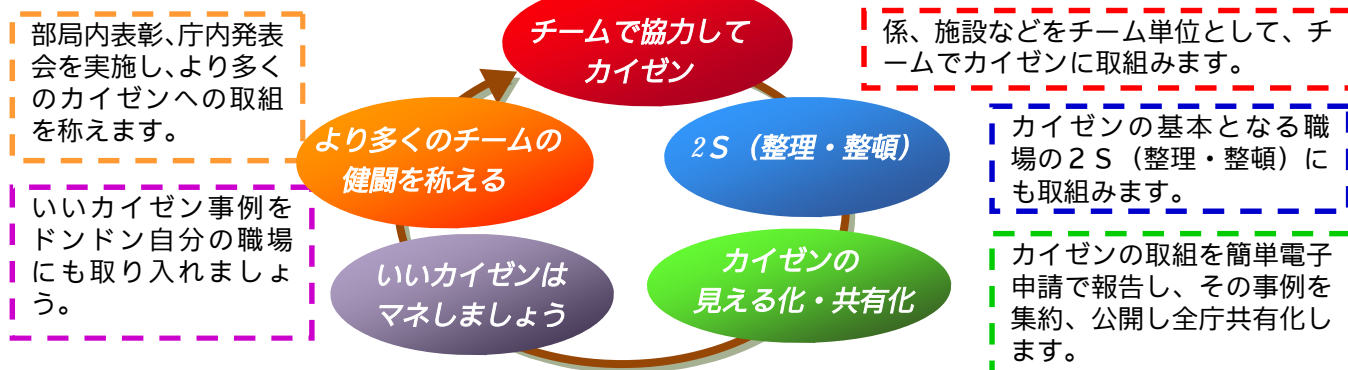 部局内表彰、庁内発表
会を実施し、より多く
のカイゼンへの取組
を称えます。
チームで協力して
カイゼン
係、施設などをチーム単位として、チ
ームでカイゼンに取組みます。
より多くのチームの
健闘を称える
2S（整理・整頓）
カイゼンの基本となる職
場の２Ｓ（整理・整頓）に
も取組みます。
いいカイゼン事例を
ドンドン自分の職場
にも取り入れましょ
う。
いいカイゼンは
マネしましょう
カイゼンの
見える化・共有化
カイゼンの取組を簡単電子
申請で報告し、その事例を
集約、公開し全庁共有化し
ます。